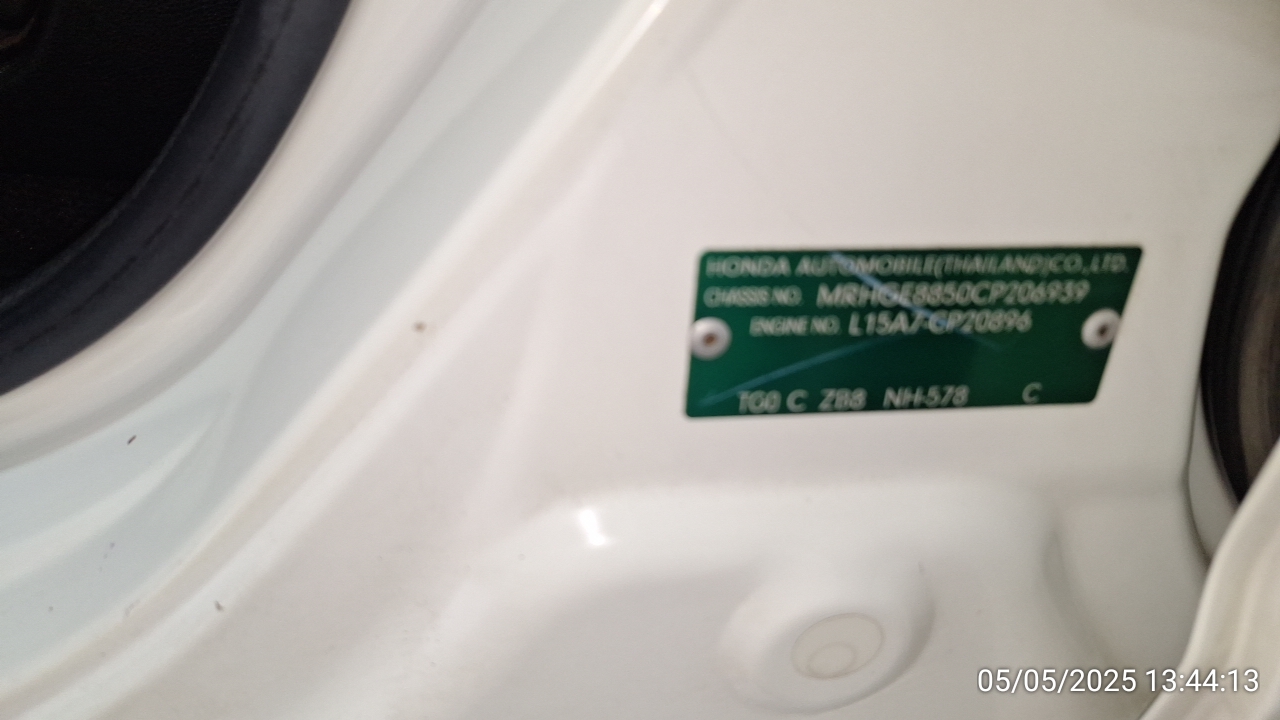 HONDA AUTOMOBILE(THAILAND)CO.,LTD.
CHASSIS NO. MRHGE8850CP206939
ENGINE NO. L15A7-CP20896
TG0 C ZB8 NH-578 C
05/05/2025 13:44:13